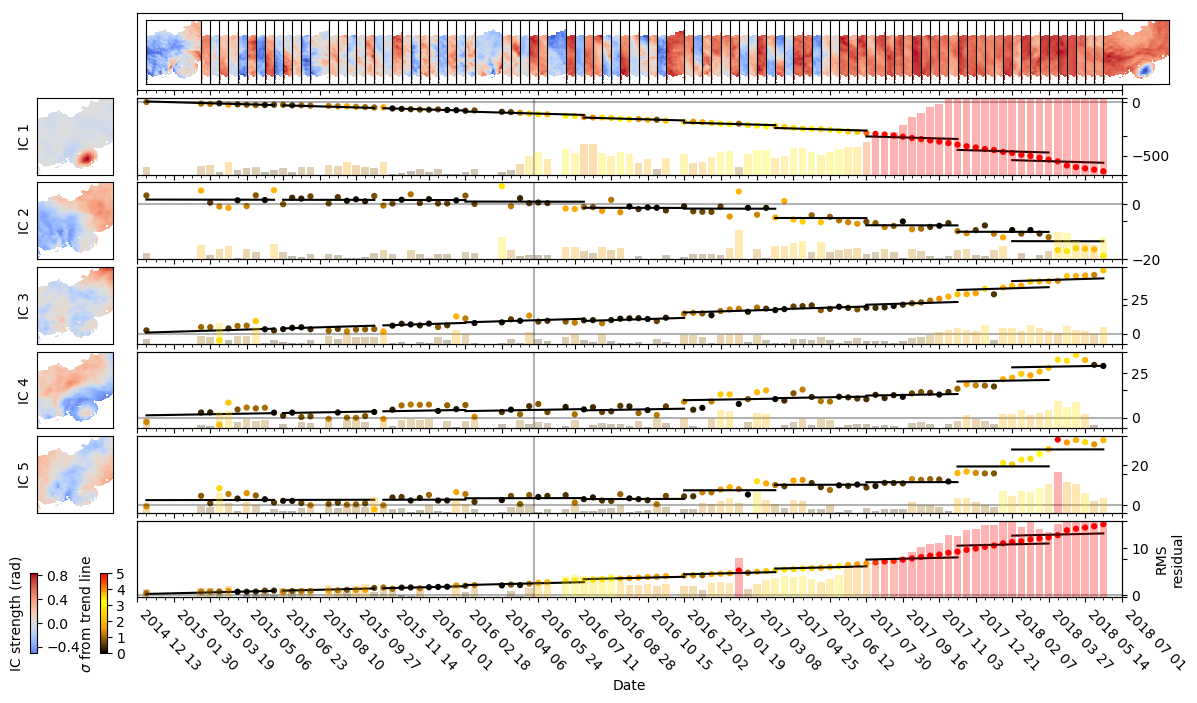 IC 1
0
−500
IC 2
0
−20
IC 3
25
0
IC 4
25
0
IC 5
20
0
10
0
RMS
residual
IC strength (rad)
0.8
0.4
0.0
−0.4
σ from trend line
5
4
3
2
1
0
2014 12 13
2015 01 30
2015 03 19
2015 05 06
2015 06 23
2015 08 10
2015 09 27
2015 11 14
2016 01 01
2016 02 18
2016 04 06
2016 05 24
2016 07 11
2016 08 28
2016 10 15
2016 12 02
2017 01 19
2017 03 08
2017 04 25
2017 06 12
2017 07 30
2017 09 16
2017 11 03
2017 12 21
2018 02 07
2018 03 27
2018 05 14
2018 07 01
Date